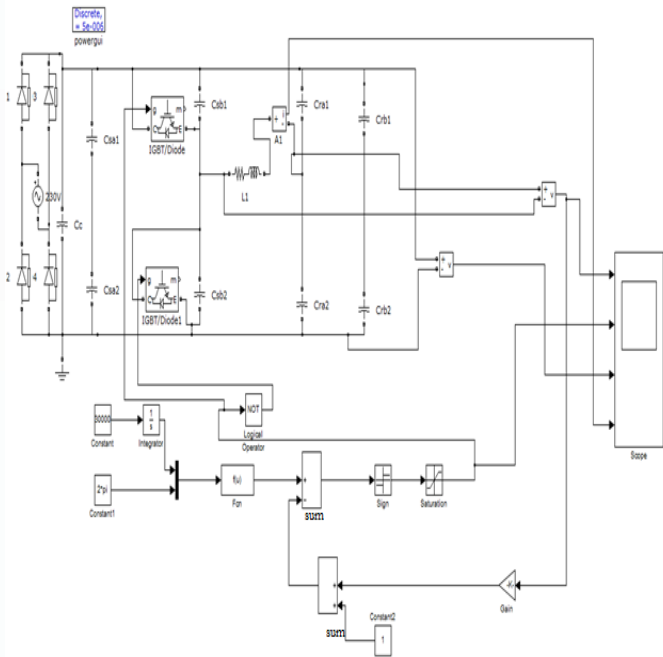 Discrete,
= 5e-006
powergui
1
3
Csa1
g
m
C
E
IGBT/Diode
Csb1
i
A1
Cra1
Crb1
230V
Cc
L1
v
2
4
Csa2
g
m
C
E
IGBT/Diode1
Csb2
Cra2
Crb2
v
00000
Constant
1
s
Integrator
NOT
Logical
Operator
Scope
2*pi
Constant1
f(u)
Fcn
sum
Sign
Saturation
-K-
Gain
sum
Constant2
1